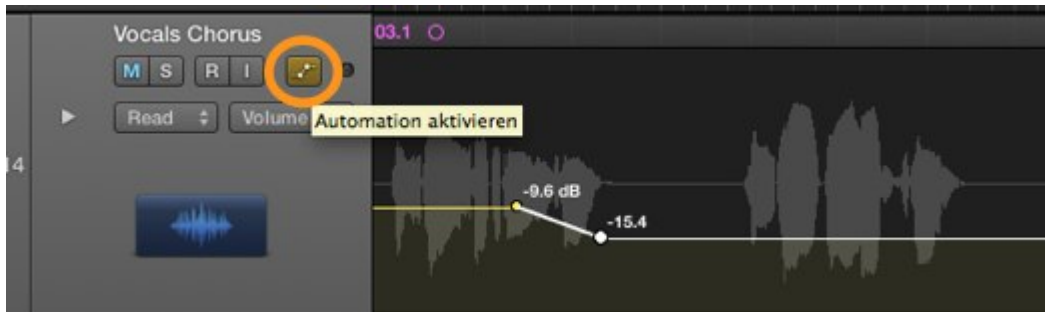 Vocals Chorus
03.1
M S R I
Read Volume
Automation aktivieren
14
-9.6 dB
-15.4